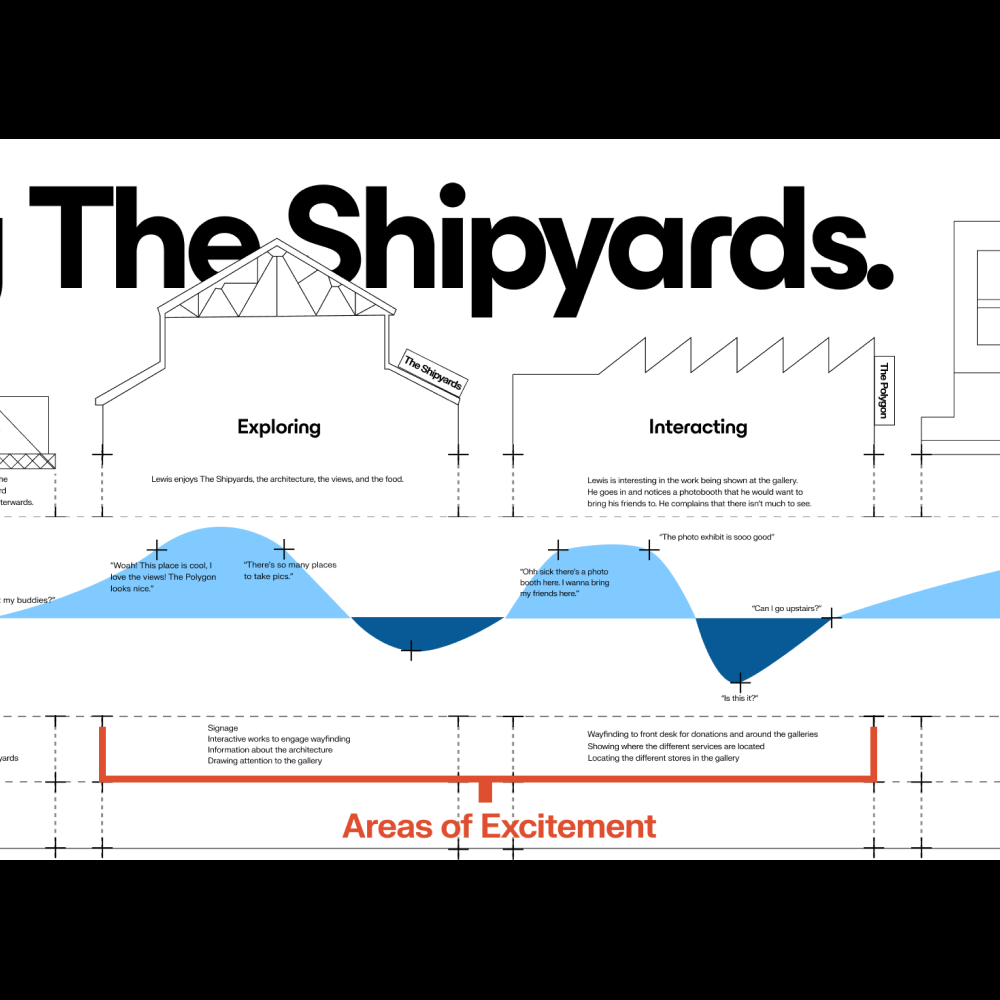 The Shipyards.
The Shipyards
The Polygon
Exploring
Interacting
Lewis enjoys The Shipyards, the architecture, the views, and the food.
Lewis is interesting in the work being shown at the gallery.
He goes in and notices a photobooth that he would want to
bring his friends to. He complains that there isn't much to see.
terwards.
"Woah! This place is cool, I
love the views! The Polygon
looks nice."
"There's so many places
to take pics."
my buddies?"
"Ohh sick there's a photo
booth here. I wanna bring
my friends here."
"The photo exhibit is sooo good"
"Can I go upstairs?"
"Is this it?"
yards
Signage
Interactive works to engage wayfinding
Information about the architecture
Drawing attention to the gallery
Wayfinding to front desk for donations and around the galleries
Showing where the different services are located
Locating the different stores in the gallery
Areas of Excitement